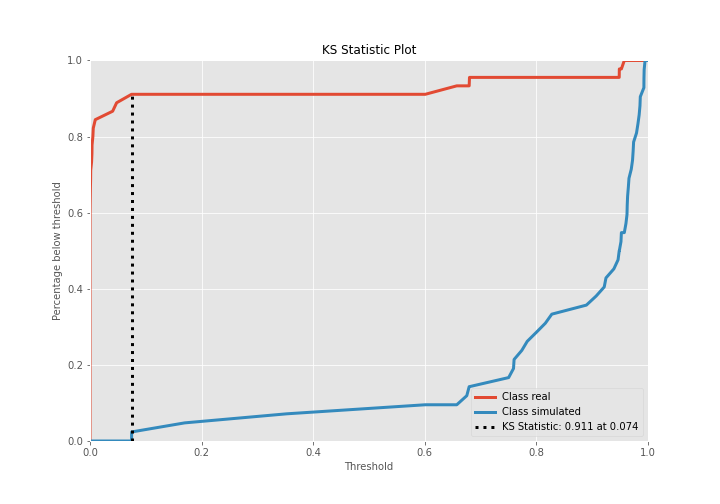 KS Statistic Plot
1.0
0.8
0.6
0.4
0.2
0.0
Percentage below threshold
0.0 0.2 0.4 0.6 0.8 1.0
Threshold
Class real
Class simulated
KS Statistic: 0.911 at 0.074